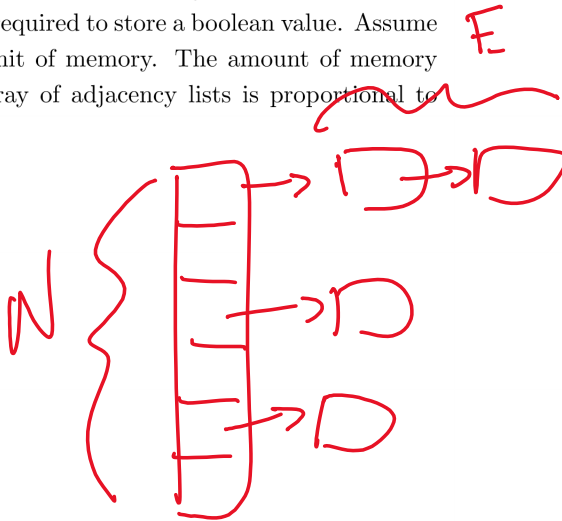 equired to store a boolean value. Assume
nit of memory. The amount of memory
ray of adjacency lists is proportional to
E
N